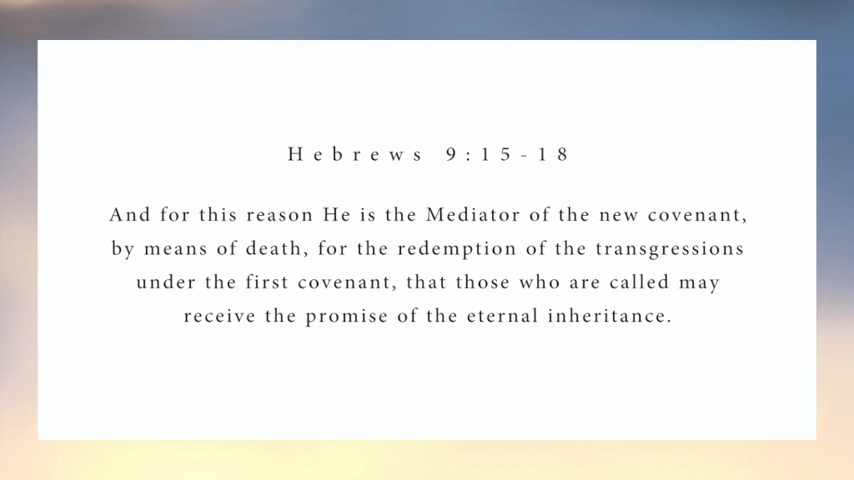 Hebrews 9:15-18
And for this reason He is the Mediator of the new covenant,
by means of death, for the redemption of the transgressions
under the first covenant, that those who are called may
receive the promise of the eternal inheritance.